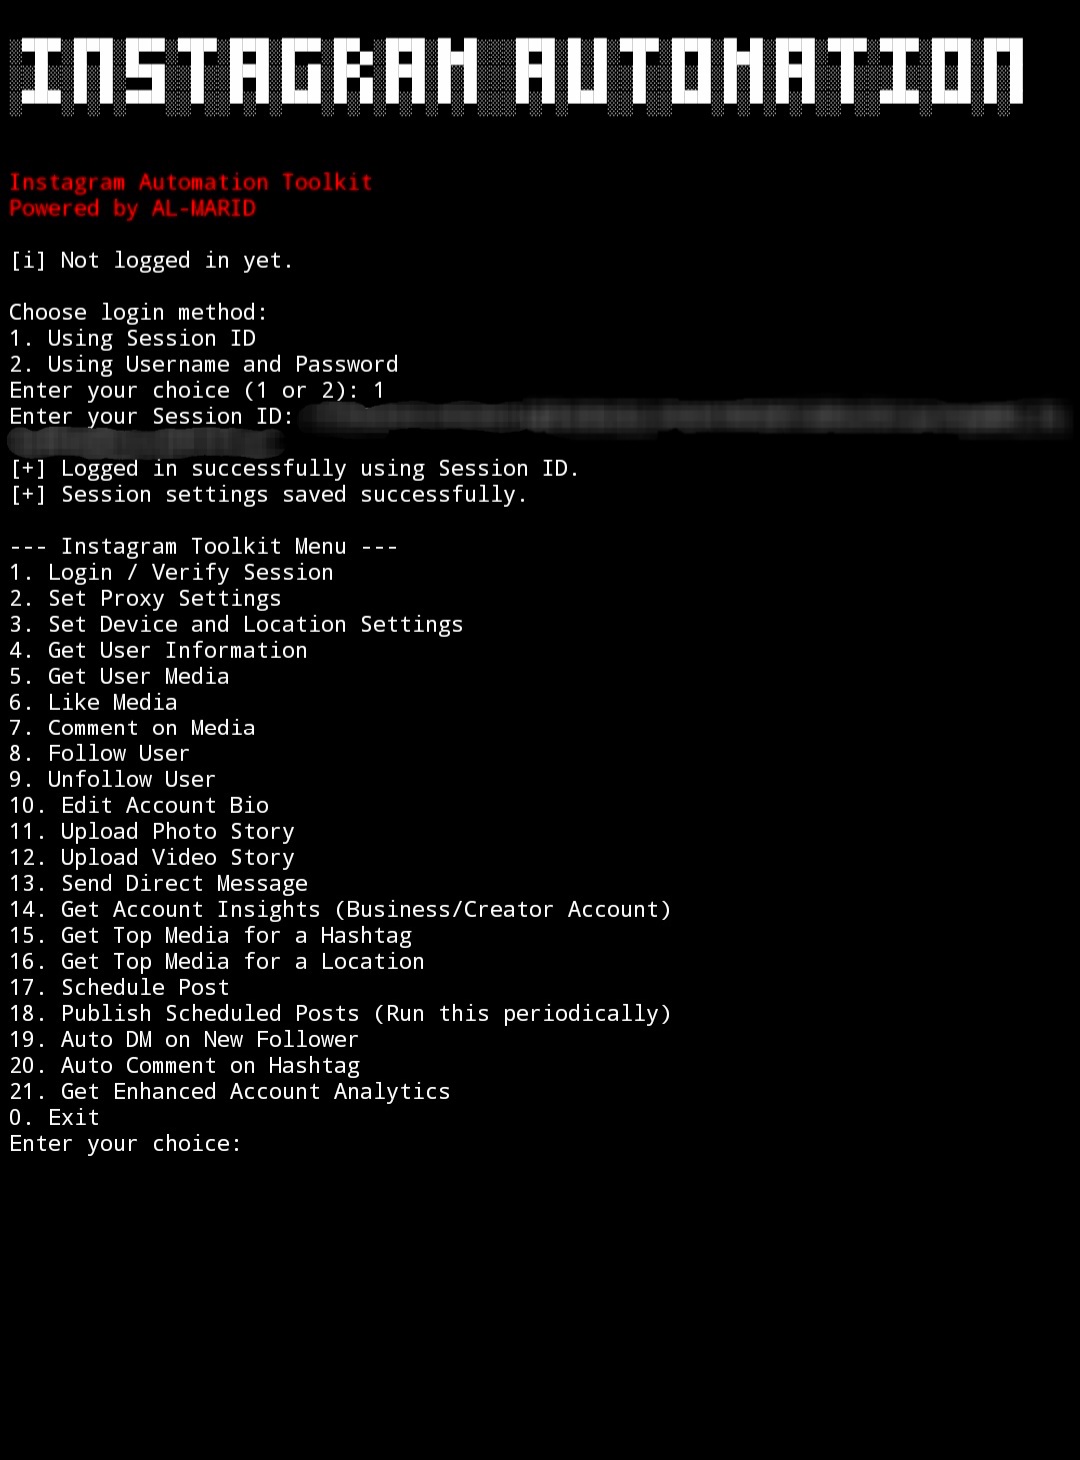 INSTAGRAM AUTOMATION
Instagram Automation Toolkit
Powered by AL-MARID
[i] Not logged in yet.
Choose login method:
1. Using Session ID
2. Using Username and Password
Enter your choice (1 or 2): 1
Enter your Session ID:
[+] Logged in successfully using Session ID.
[+] Session settings saved successfully.
--- Instagram Toolkit Menu ---
1. Login / Verify Session
2. Set Proxy Settings
3. Set Device and Location Settings
4. Get User Information
5. Get User Media
6. Like Media
7. Comment on Media
8. Follow User
9. Unfollow User
10. Edit Account Bio
11. Upload Photo Story
12. Upload Video Story
13. Send Direct Message
14. Get Account Insights (Business/Creator Account)
15. Get Top Media for a Hashtag
16. Get Top Media for a Location
17. Schedule Post
18. Publish Scheduled Posts (Run this periodically)
19. Auto DM on New Follower
20. Auto Comment on Hashtag
21. Get Enhanced Account Analytics
0. Exit
Enter your choice: